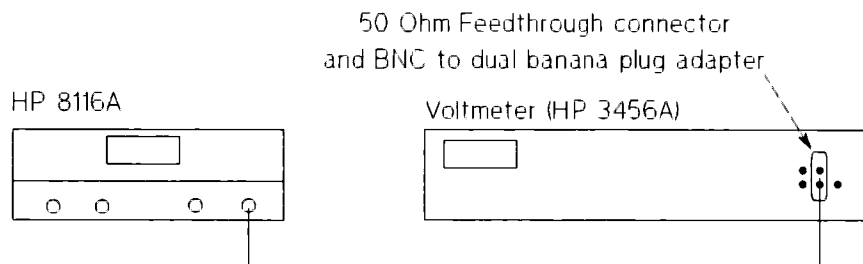 50 Ohm Feedthrough connector
and BNC to dual banana plug adapter
HP 8116A
Voltmeter (HP 3456A)